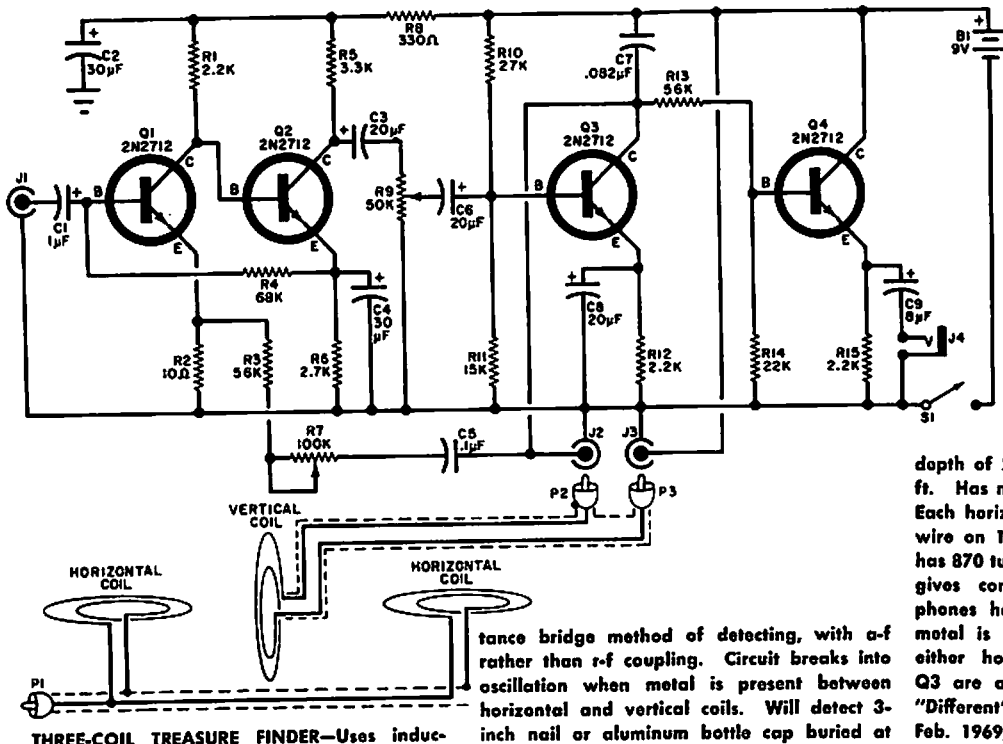 R8
330Ω
C2
30µF
R1
2.2K
R5
3.3K
R10
27K
C7
.082µF
R13
56K
B1
9V
Q1
2N2712
Q2
2N2712
C3
20µF
Q3
2N2712
Q4
2N2712
J1
B
C
E
B
C
E
R9
50K
B
C
E
B
C
E
C1
1µF
C6
20µF
R4
68K
C4
30
µF
C8
20µF
C9
8µF
J4
R2
10Ω
R3
56K
R6
2.7K
R11
15K
R12
2.2K
R14
22K
R15
2.2K
S1
R7
100K
C5
.1µF
J2
J3
P2
P3
VERTICAL
COIL
HORIZONTAL
COIL
HORIZONTAL
COIL
P1
THREE-COIL TREASURE FINDER—Uses induc-
tance bridge method of detecting, with a-f
rather than r-f coupling. Circuit breaks into
oscillation when metal is present between
horizontal and vertical coils. Will detect 3-
inch nail or aluminum bottle cap buried at
depth of
ft. Has
Each
wire on
has 870
gives
phones
metal is
either
Q3 are
"Different"
Feb. 1969